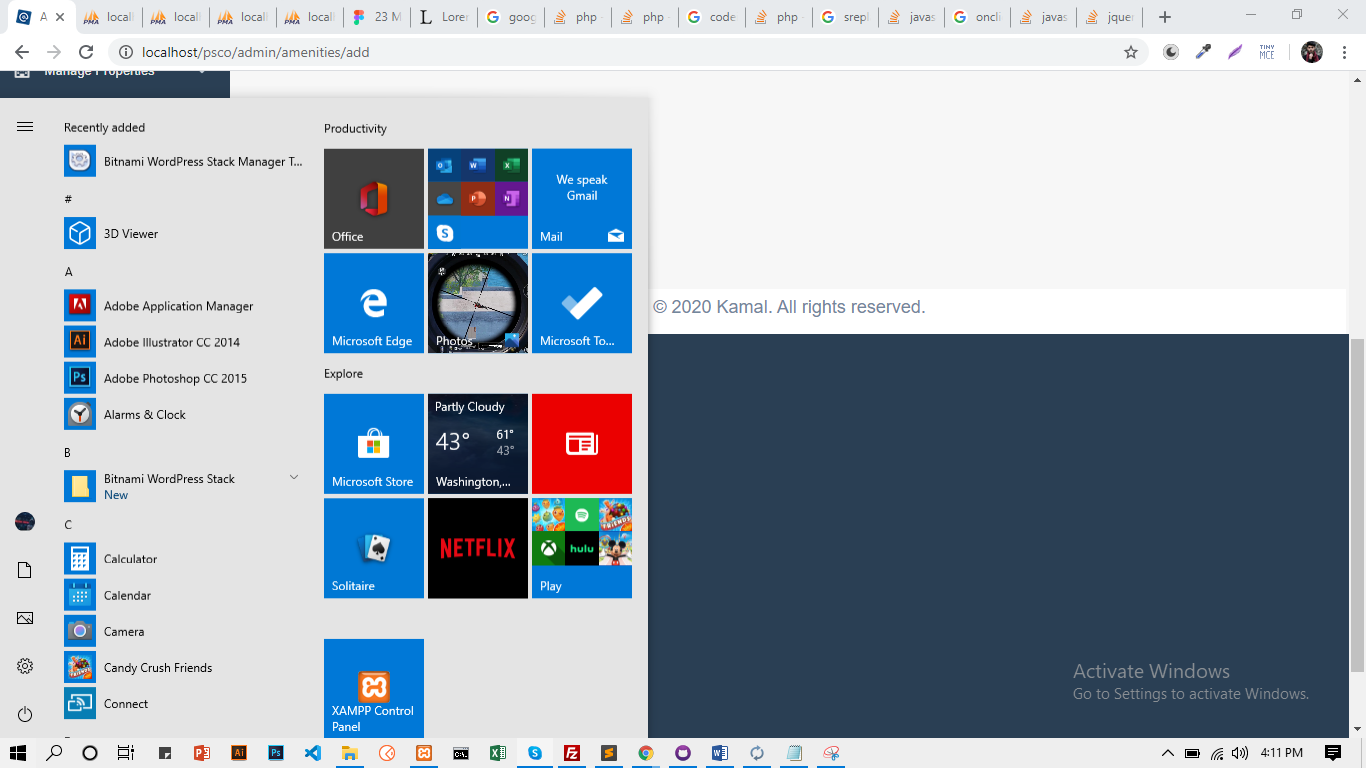 A
locall
locall
locall
locall
23 M
Lorer
goog
php -
php -
code
php -
srepl
javas
oncli
javas
jquer
localhost/psco/admin/amenities/add
TINY
MCE
Manage Properties
Recently added
Bitnami WordPress Stack Manager T...
#
3D Viewer
A
Adobe Application Manager
Adobe Illustrator CC 2014
Adobe Photoshop CC 2015
Alarms & Clock
B
Bitnami WordPress Stack
New
C
Calculator
Calendar
Camera
Candy Crush Friends
Connect
Productivity
Office
We speak
Gmail
Mail
Microsoft Edge
Photos
Microsoft To...
Explore
Microsoft Store
Partly Cloudy
43°
61°
43°
Washington,...
Solitaire
NETFLIX
hulu
Play
XAMPP Control
Panel
© 2020 Kamal. All rights reserved.
Activate Windows
Go to Settings to activate Windows.
4:11 PM